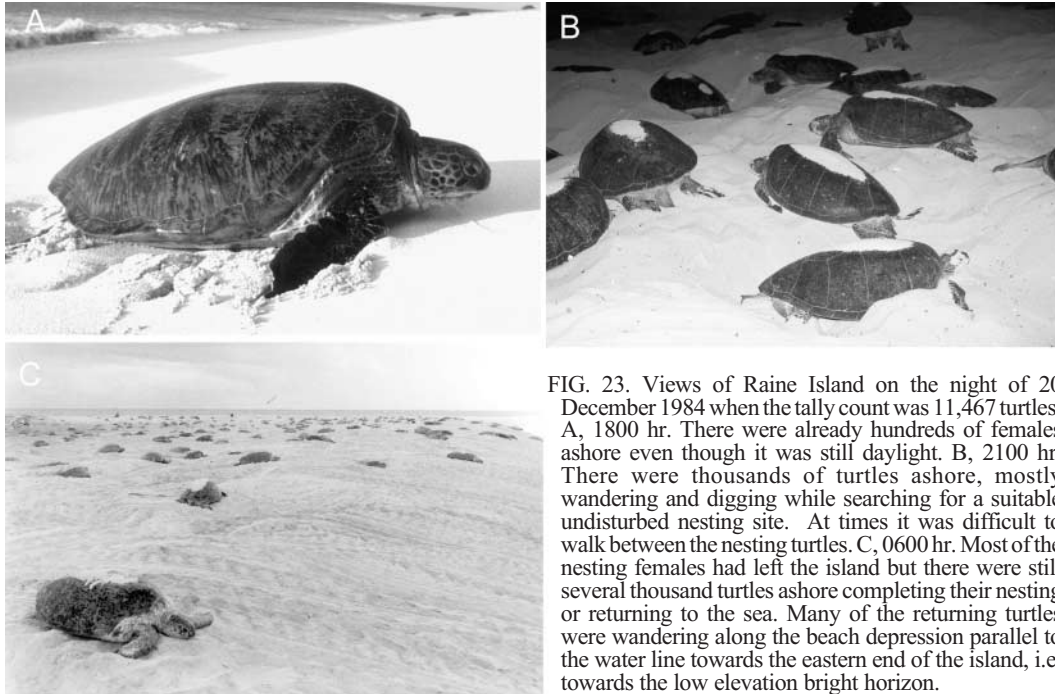 A
B
C
FIG. 23. Views of Raine Island on the night of 20
December 1984 when the tally count was 11,467 turtles
A, 1800 hr. There were already hundreds of females
ashore even though it was still daylight. B, 2100 hr
There were thousands of turtles ashore, mostly
wandering and digging while searching for a suitable
undisturbed nesting site. At times it was difficult to
walk between the nesting turtles. C, 0600 hr. Most of the
nesting females had left the island but there were stil
several thousand turtles ashore completing their nesting
or returning to the sea. Many of the returning turtles
were wandering along the beach depression parallel to
the water line towards the eastern end of the island, i.e
towards the low elevation bright horizon.